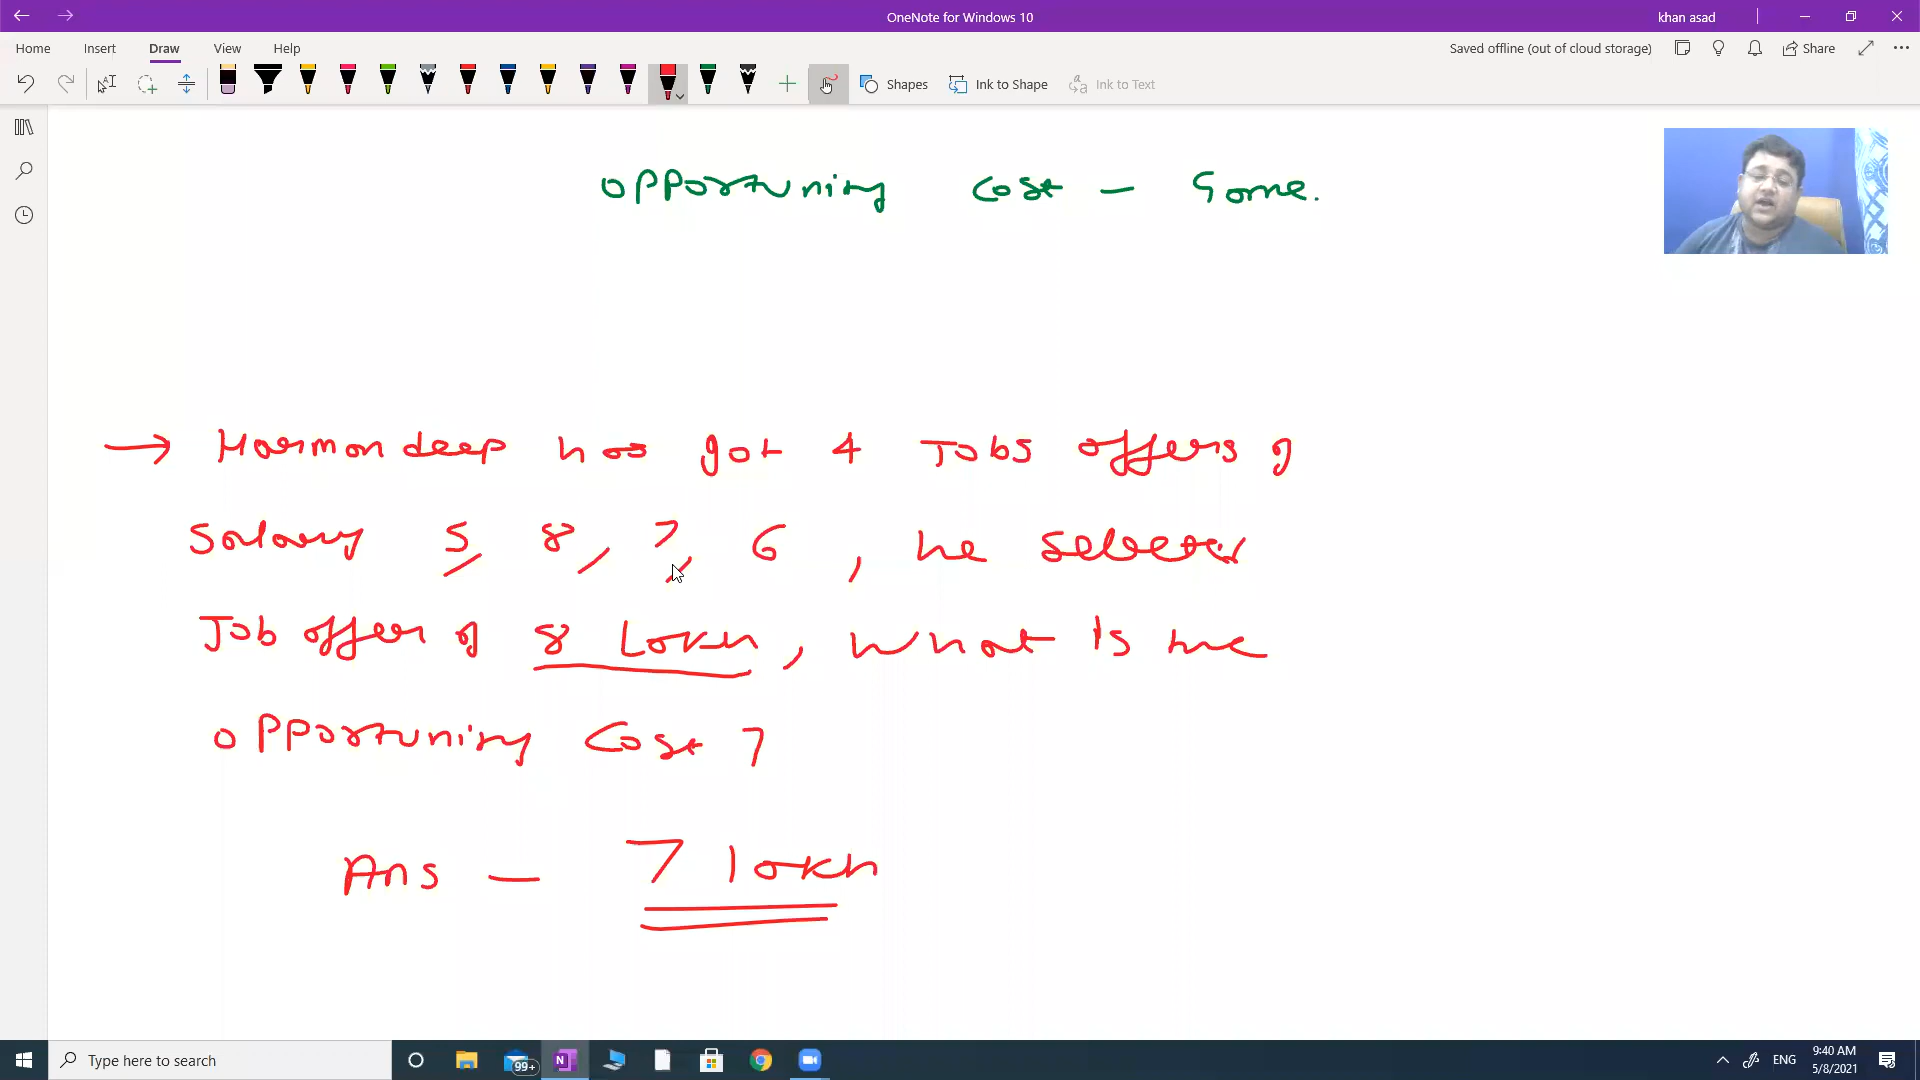 OneNote for Windows 10
khan asad
Home Insert Draw View Help
Saved offline (out of cloud storage)
Share
Shapes
Ink to Shape
Ink to Text
Opportunity Cost - Gone.
→ Harmondeep has got 4 Jobs offers of
Salary 5, 8, 7, 6, he selected
Job offer of 8 Lakh, What Is the
Opportunity Cost ?
Ans - 7 lakh
Type here to search
99+
N
ENG
9:40 AM
5/8/2021